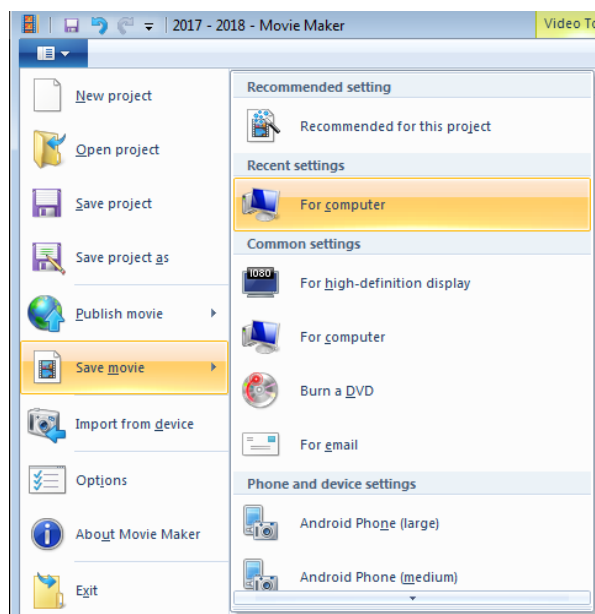 2017 - 2018 - Movie Maker
Video To
New project
Open project
Save project
Save project as
Publish movie
Save movie
Import from device
Options
About Movie Maker
Exit
Recommended setting
Recommended for this project
Recent settings
For computer
Common settings
1080
For high-definition display
For computer
Burn a DVD
For email
Phone and device settings
Android Phone (large)
Android Phone (medium)